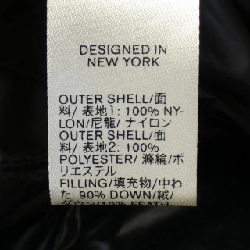 DESIGNED IN
NEW YORK
OUTER SHELL/面
料/表地1: 100% NY-
LON/尼龍/ナイロン
OUTER SHELL/面
料/表地2: 100%
POLYESTER/滌綸/ポ
リエステル
FILLING/填充物/中わ
た 90% DOWN/絨/